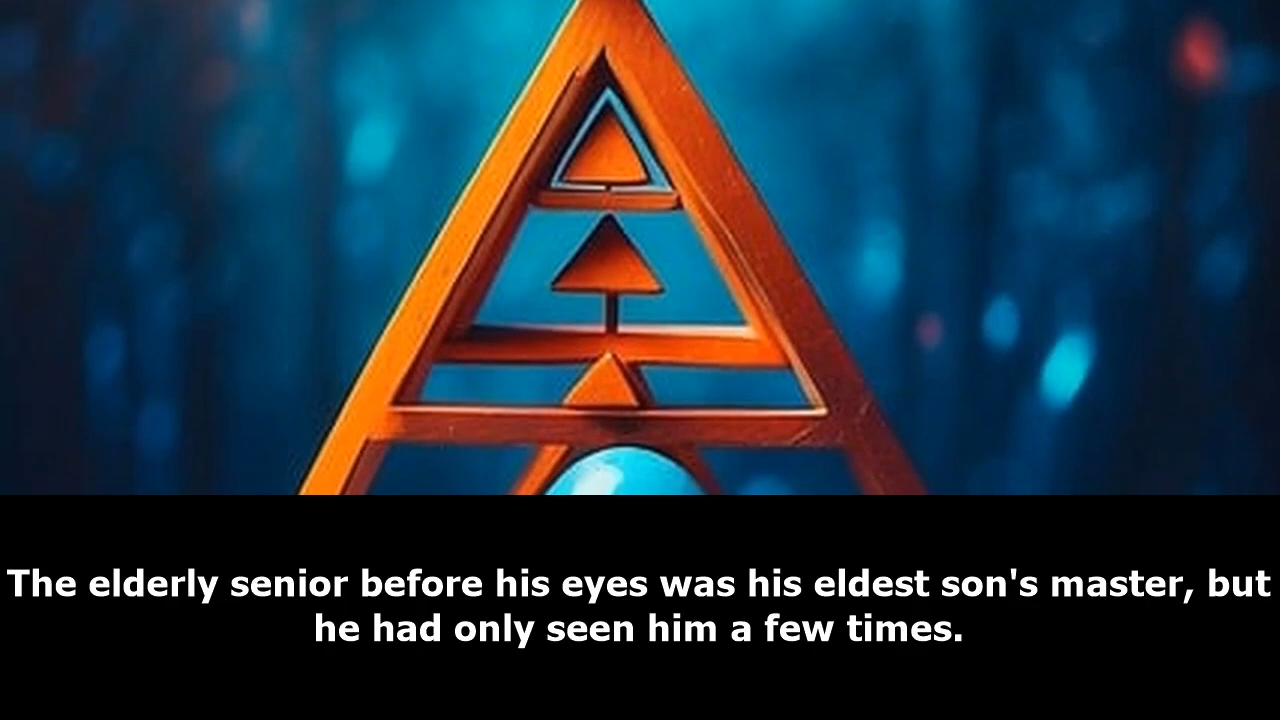 The elderly senior before his eyes was his eldest son's master, but
he had only seen him a few times.